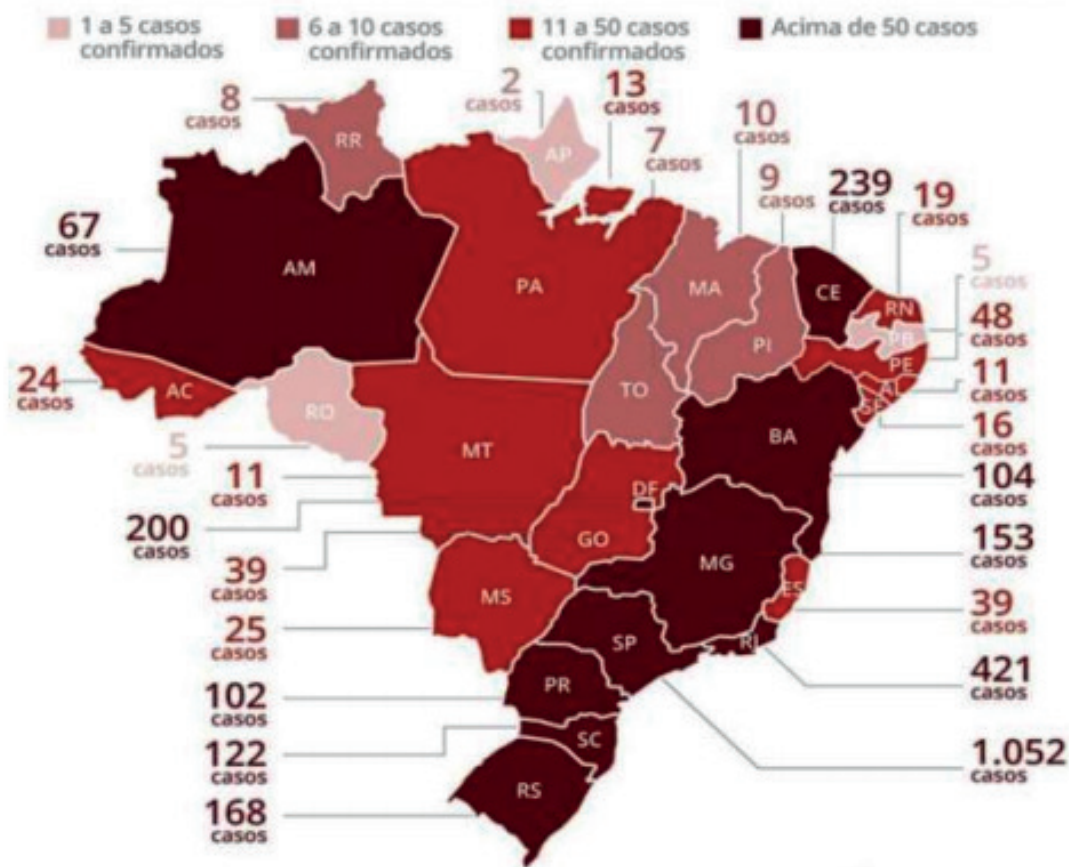 1 a 5 casos
confirmados
6 a 10 casos
confirmados
11 a 50 casos
confirmados
Acima de 50 casos
8
casos
2
casos
13
casos
7
casos
10
casos
9
casos
239
casos
19
casos
5
casos
48
casos
11
casos
16
casos
104
casos
153
casos
39
casos
421
casos
1.052
casos
67
casos
24
casos
5
casos
11
casos
200
casos
39
casos
25
casos
102
casos
122
casos
168
casos
RR
AP
AM
PA
MA
CE
RN
PB
PI
PE
AC
RO
TO
AL
SE
MT
BA
DF
GO
MG
MS
ES
SP
RJ
PR
SC
RS